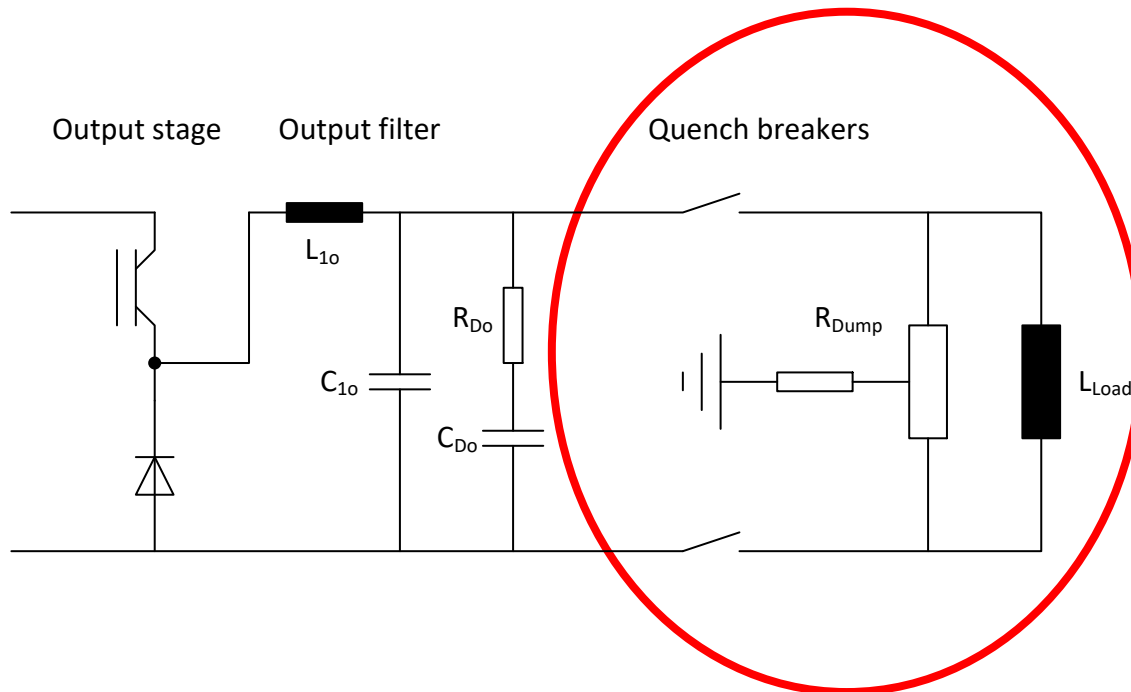 Output stage
Output filter
Quench breakers
L1o
RDo
RDump
C1o
LLoad
CDo